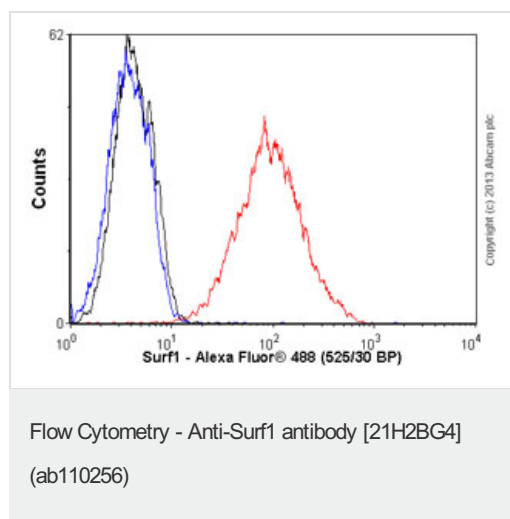 62
Counts
0
10^0 10^1 10^2 10^3 10^4
Surf1 - Alexa Fluor® 488 (525/30 BP)
Copyright (c) 2013 Abcam plc
Flow Cytometry - Anti-Surf1 antibody [21H2BG4]
(ab110256)